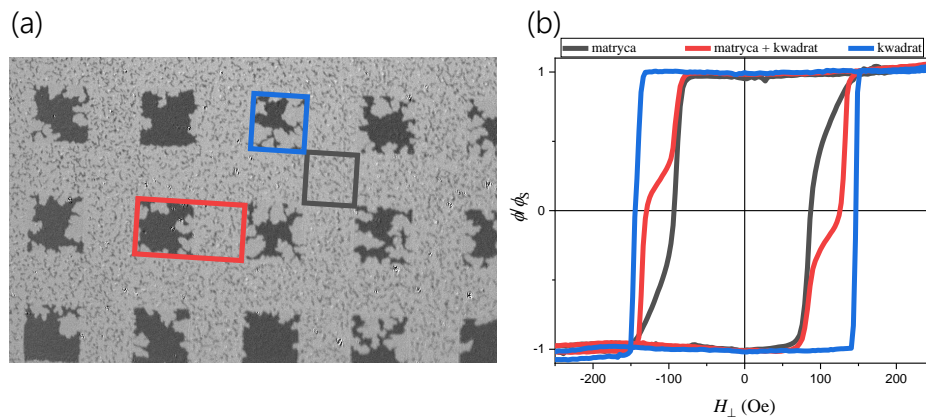 (a)
(b)
matryca
matryca + kwadrat
kwadrat
ϕ/ ϕS
1
0
-1
-200
-100
0
100
200
H⊥ (Oe)